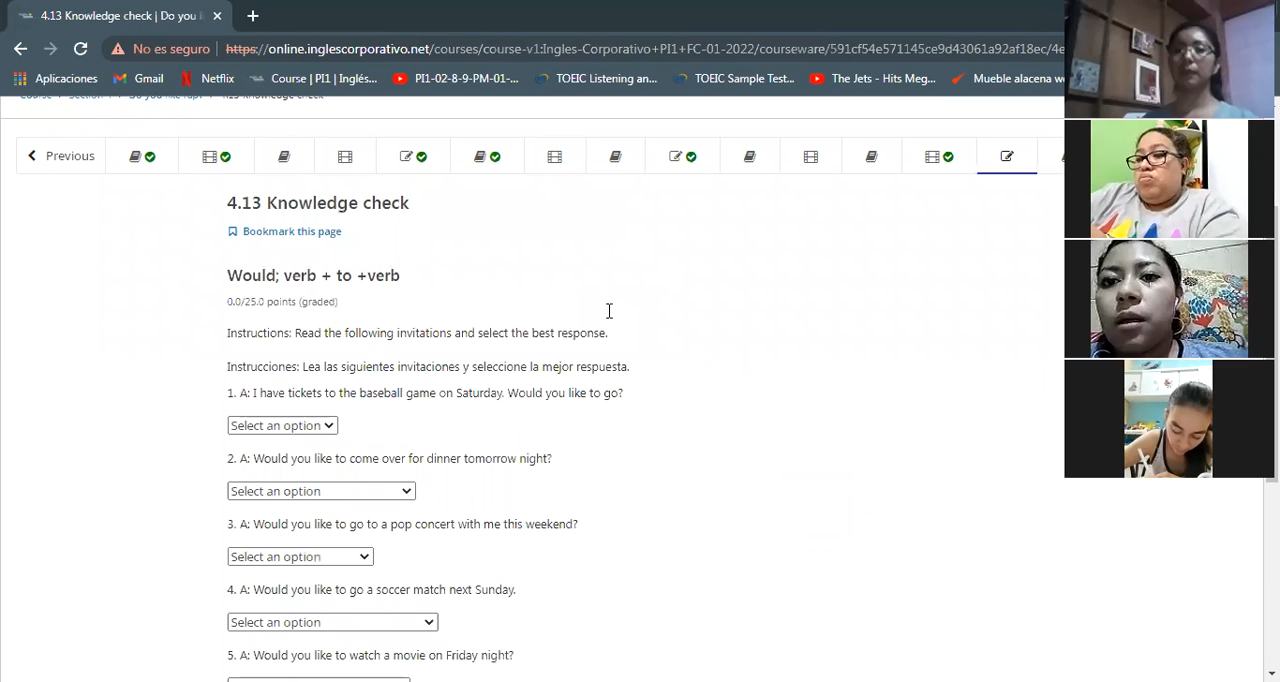 4.13 Knowledge check | Do you l
No es seguro
https://online.inglescorporativo.net/courses/course-v1:Ingles-Corporativo+PI1+FC-01-2022/courseware/591cf54e571145ce9d43061a92af18ec/4e
Aplicaciones
Gmail
Netflix
Course | PI1 | Inglés...
PI1-02-8-9-PM-01-...
TOEIC Listening an...
TOEIC Sample Test...
The Jets - Hits Meg...
Mueble alacena w
Previous
4.13 Knowledge check
Bookmark this page
Would; verb + to +verb
0.0/25.0 points (graded)
Instructions: Read the following invitations and select the best response.
Instrucciones: Lea las siguientes invitaciones y seleccione la mejor respuesta.
1. A: I have tickets to the baseball game on Saturday. Would you like to go?
Select an option
2. A: Would you like to come over for dinner tomorrow night?
Select an option
3. A: Would you like to go to a pop concert with me this weekend?
Select an option
4. A: Would you like to go a soccer match next Sunday.
Select an option
5. A: Would you like to watch a movie on Friday night?